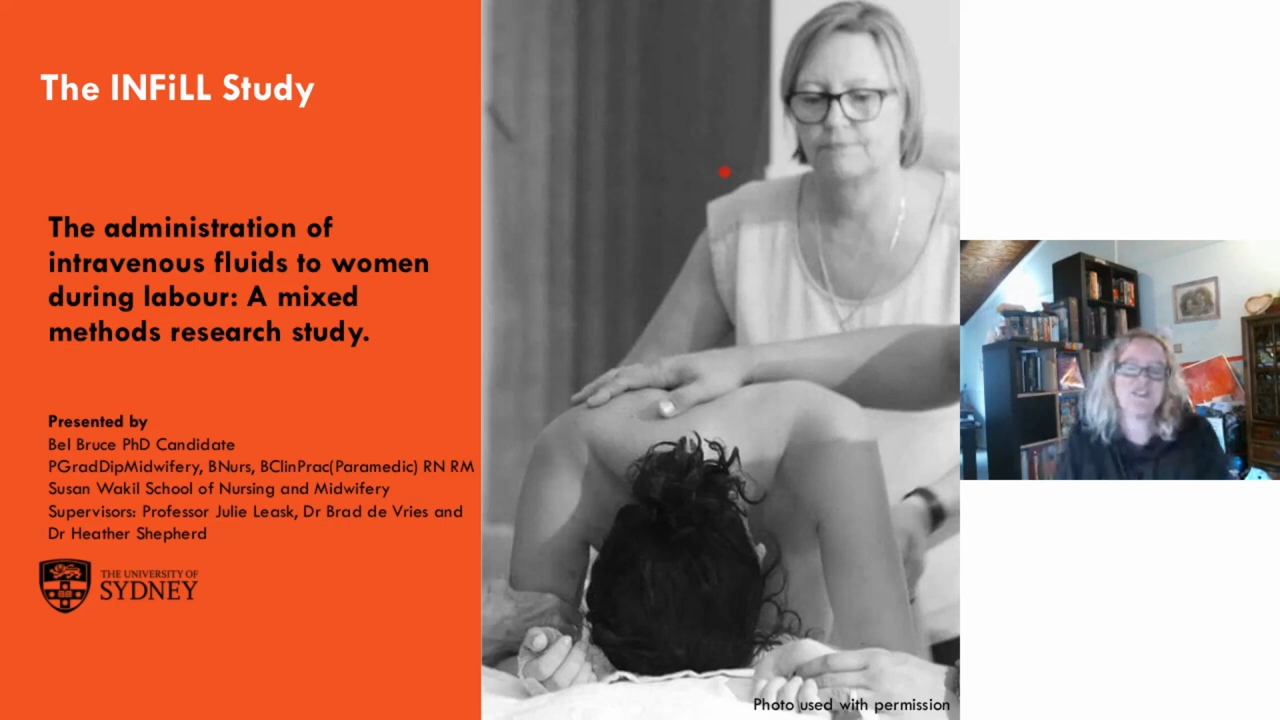 The INFiLL Study
The administration of
intravenous fluids to women
during labour: A mixed
methods research study.
Presented by
Bel Bruce PhD Candidate
PGradDipMidwifery, BNurs, BClinPrac(Paramedic) RN RM
Susan Wakil School of Nursing and Midwifery
Supervisors: Professor Julie Leask, Dr Brad de Vries and
Dr Heather Shepherd
THE UNIVERSITY OF
SYDNEY
Photo used with permission